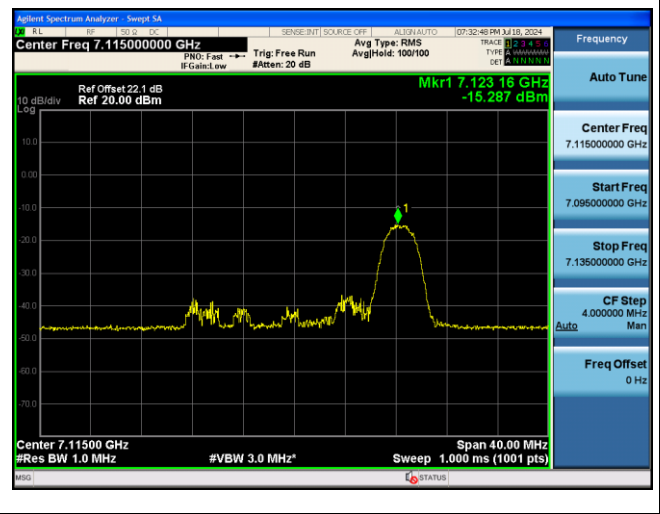 Agilent Spectrum Analyzer - Swept SA
RL RF 50 Ω DC SENSE:INT SOURCE OFF ALIGN AUTO 07:32:48 PM Jul 18, 2024
Center Freq 7.115000000 GHz
PNO: Fast
IFGain:Low
Trig: Free Run
#Atten: 20 dB
Avg Type: RMS
Avg|Hold: 100/100
TRACE 1 2 3 4 5 6
TYPE A
DET A N N N N N
Frequency
Auto Tune
Mkr1 7.123 16 GHz
-15.287 dBm
Ref Offset 22.1 dB
Ref 20.00 dBm
10 dB/div
Log
10.0
0.00
-10.0
-20.0
-30.0
-40.0
-50.0
-60.0
-70.0
1
Center Freq
7.115000000 GHz
Start Freq
7.095000000 GHz
Stop Freq
7.135000000 GHz
CF Step
4.000000 MHz
Auto Man
Freq Offset
0 Hz
Center 7.11500 GHz
Span 40.00 MHz
#Res BW 1.0 MHz
#VBW 3.0 MHz*
Sweep 1.000 ms (1001 pts)
MSG
STATUS